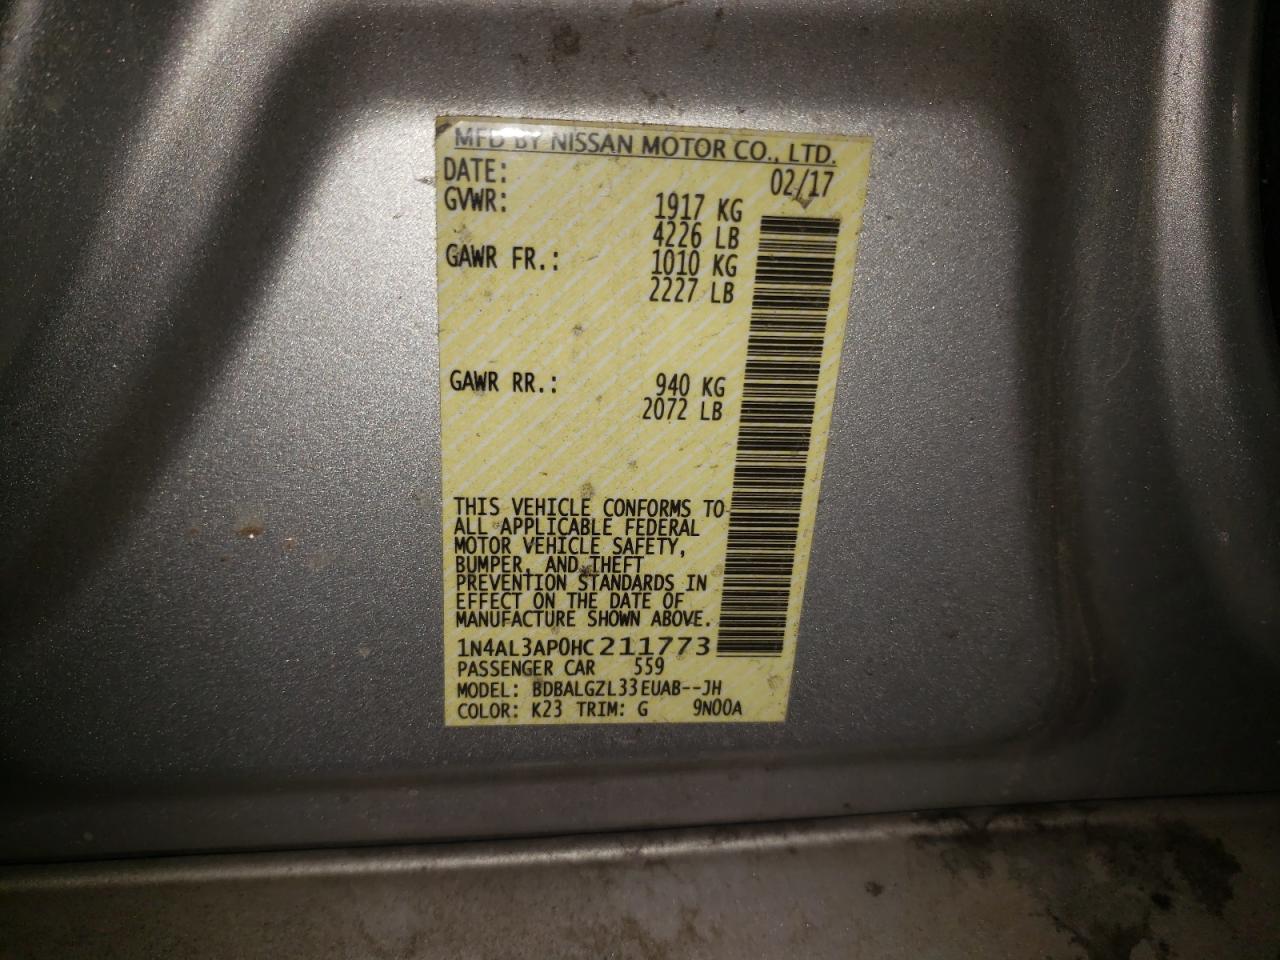 MFD BY NISSAN MOTOR CO., LTD.
DATE: 02/17
GVWR: 1917 KG
4226 LB
GAWR FR.: 1010 KG
2227 LB
GAWR RR.: 940 KG
2072 LB
THIS VEHICLE CONFORMS TO
ALL APPLICABLE FEDERAL
MOTOR VEHICLE SAFETY,
BUMPER, AND THEFT
PREVENTION STANDARDS IN
EFFECT ON THE DATE OF
MANUFACTURE SHOWN ABOVE.
1N4AL3AP0HC211773
PASSENGER CAR 559
MODEL: BDBALGZL33EUAB--JH
COLOR: K23 TRIM: G 9N00A